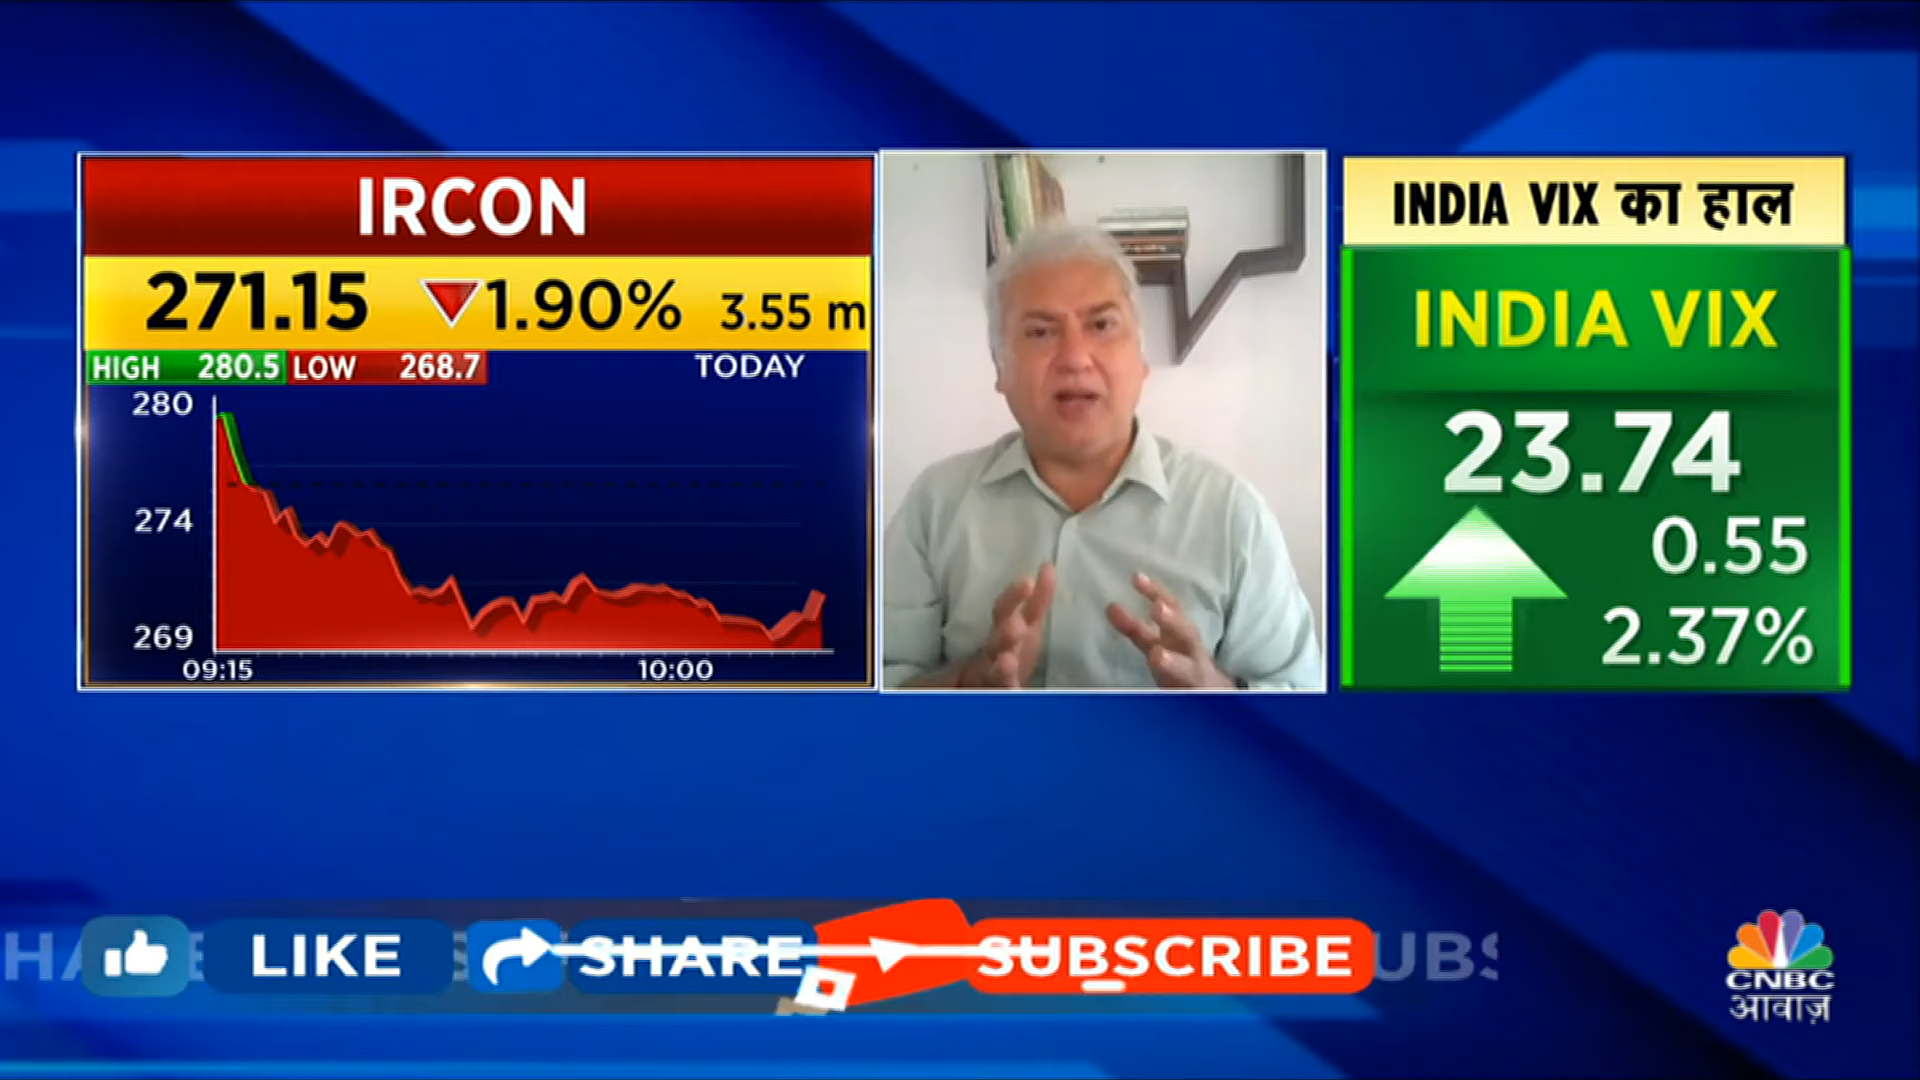 IRCON
271.15 ▼1.90% 3.55 m
HIGH 280.5 LOW 268.7 TODAY
280
274
269
09:15 10:00
INDIA VIX का हाल
INDIA VIX
23.74
0.55
2.37%
LIKE SHARE SUBSCRIBE
CNBC
आवाज़